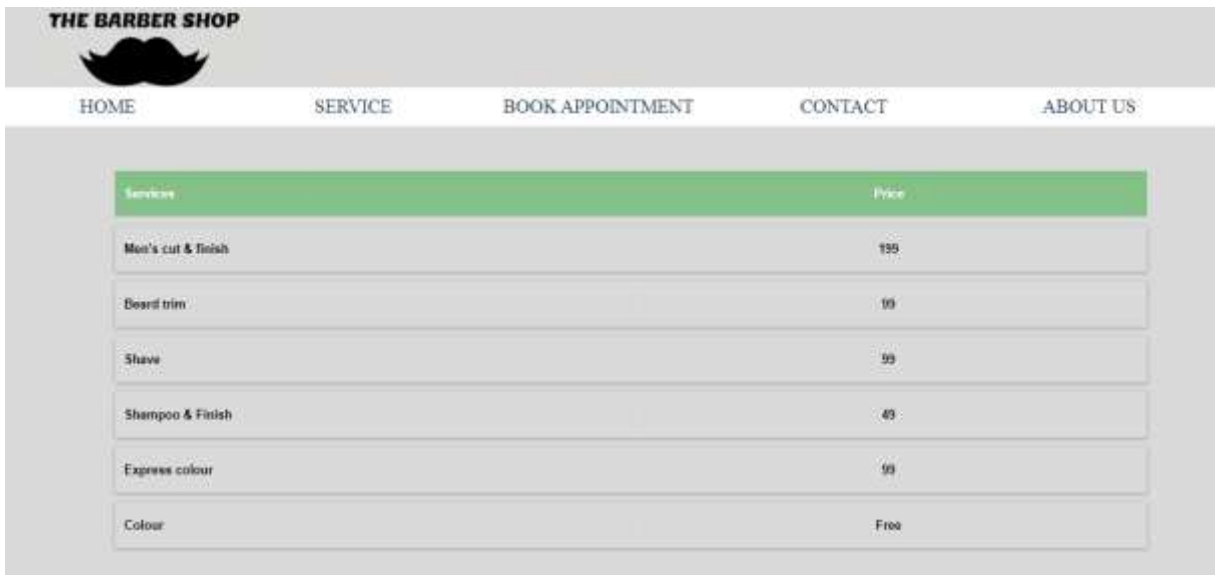 THE BARBER SHOP
HOME SERVICE BOOK APPOINTMENT CONTACT ABOUT US
Services Price
Men's cut & finish 199
Beard trim 99
Shave 99
Shampoo & Finish 49
Express colour 99
Colour Free